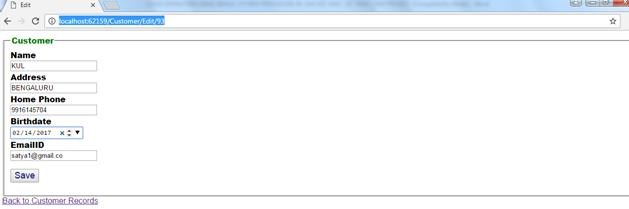 Edit
localhost:62159/Customer/Edit/93
Customer
Name
KUL
Address
BENGALURU
Home Phone
9916145704
Birthdate
02/14/2017
EmailID
satya1@gmail.co
Save
Back to Customer Records